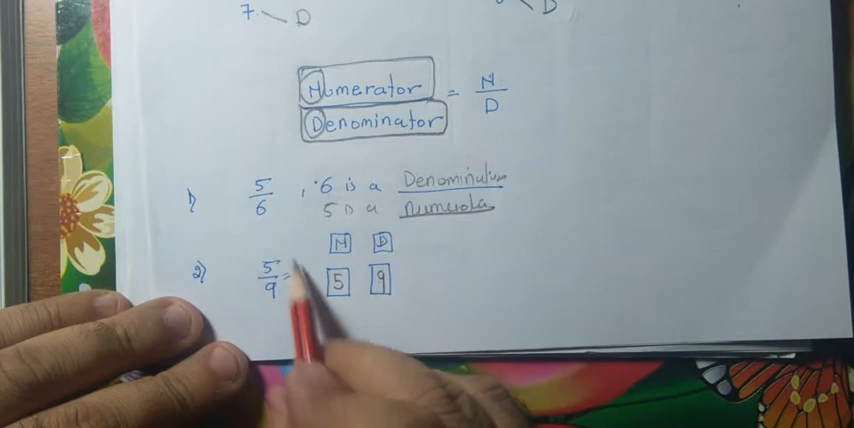 7 D
D
Numerator = N
Denominator D
1) 5/6, 6 is a Denominator
5 is a numerator
N D
2) 5/9 = 5 9